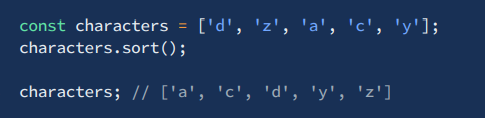 const characters = ['d', 'z', 'a', 'c', 'y'];
characters.sort();
characters; // ['a', 'c', 'd', 'y', 'z']